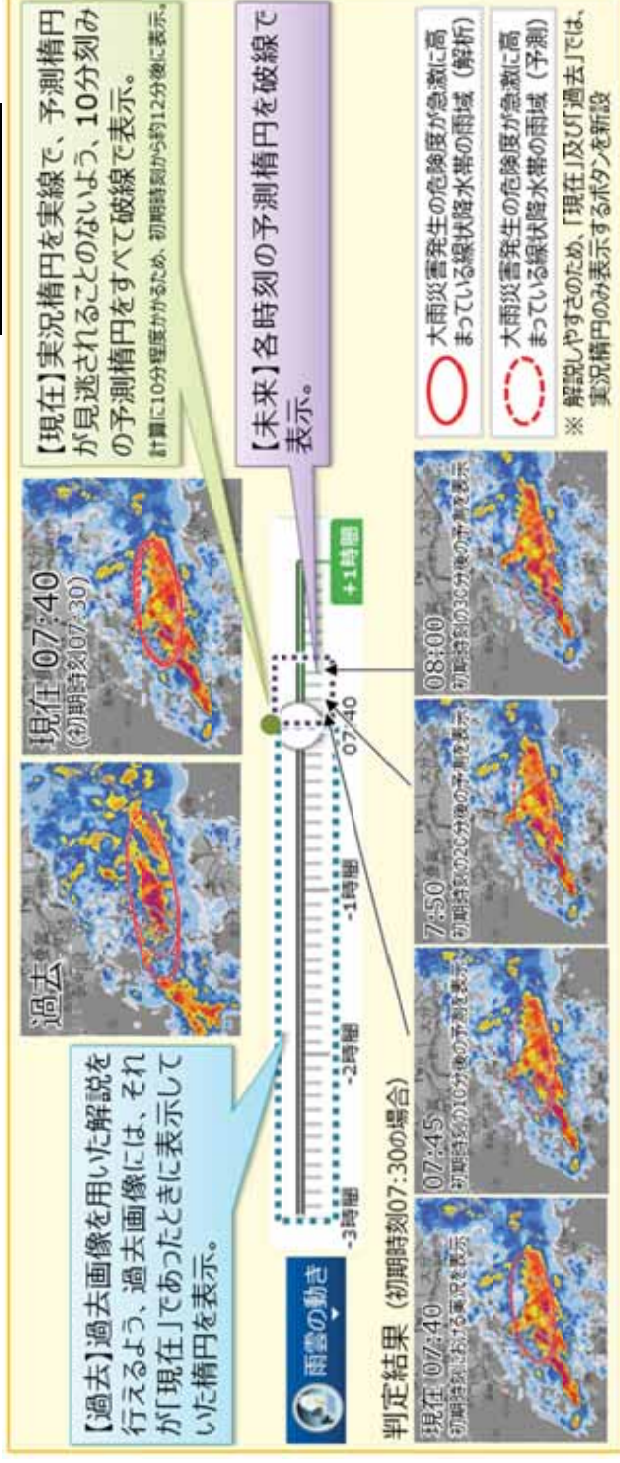 【過去】過去画像を用いた解説を
行えるよう、過去画像には、それ
が「現在」であったときに表示して
いた楕円を表示。
過去
現在 07:40
(初期時刻07:30)
【現在】実況楕円を実線で、予測楕円
が見逃されることのないよう、10分刻み
の予測楕円をすべて破線で表示。
計算に10分程度かかるため、初期時刻から約12分後に表示。
【未来】各時刻の予測楕円を破線で
表示。
雨雲の動き
-3時間
-2時間
-1時間
07:40
+1時間
判定結果 (初期時刻07:30の場合)
現在 07:40
初期時刻における実況を表示
07:45
初期時刻の10分後の予測を表示
7:50
初期時刻の20分後の予測を表示
08:00
初期時刻の30分後の予測を表示
大雨災害発生の危険度が急激に高
まっている線状降水帯の雨域 (解析)
大雨災害発生の危険度が急激に高
まっている線状降水帯の雨域 (予測)
※ 解説しやすさのため、「現在」及び「過去」では、
実況楕円のみ表示するボタンを新設